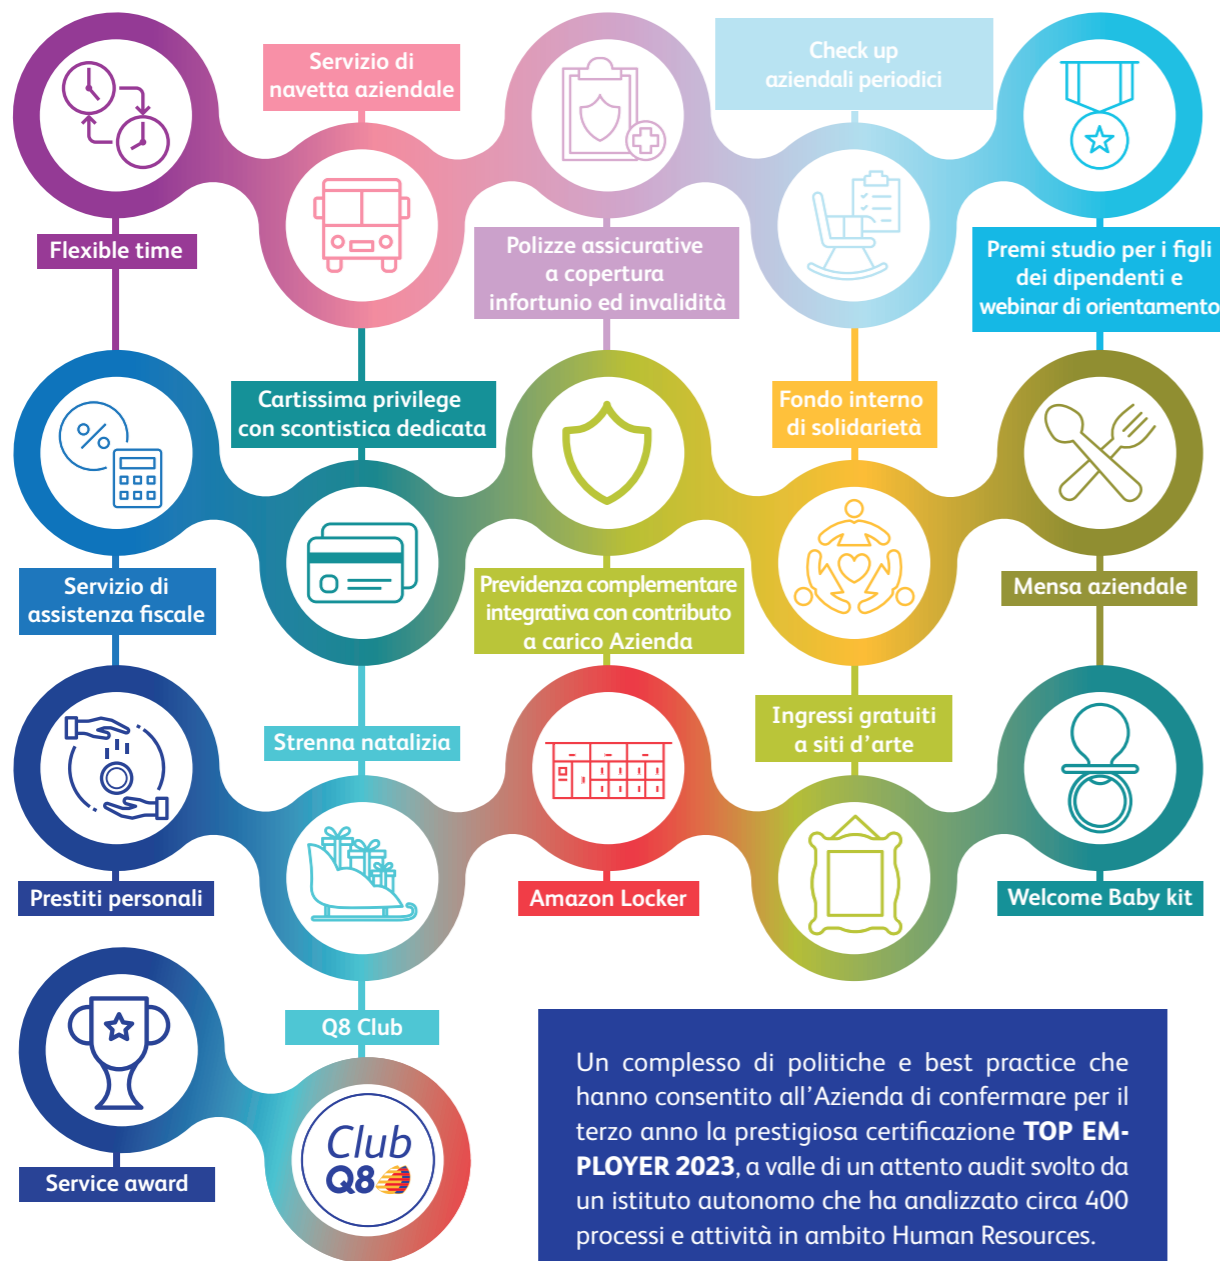 Servizio di
navetta aziendale
Check up
aziendali periodici
Flexible time
Polizze assicurative
a copertura
infortunio ed invalidità
Premi studio per i figli
dei dipendenti e
webinar di orientamento
Cartissima privilege
con scontistica dedicata
Fondo interno
di solidarietà
%
Servizio di
assistenza fiscale
Previdenza complementare
integrativa con contributo
a carico Azienda
Mensa aziendale
Strenna natalizia
Ingressi gratuiti
a siti d’arte
Prestiti personali
Amazon Locker
Welcome Baby kit
Q8 Club
Club
Q8
Service award
Un complesso di politiche e best practice che
hanno consentito all’Azienda di confermare per il
terzo anno la prestigiosa certificazione TOP EM-
PLOYER 2023, a valle di un attento audit svolto da
un istituto autonomo che ha analizzato circa 400
processi e attività in ambito Human Resources.